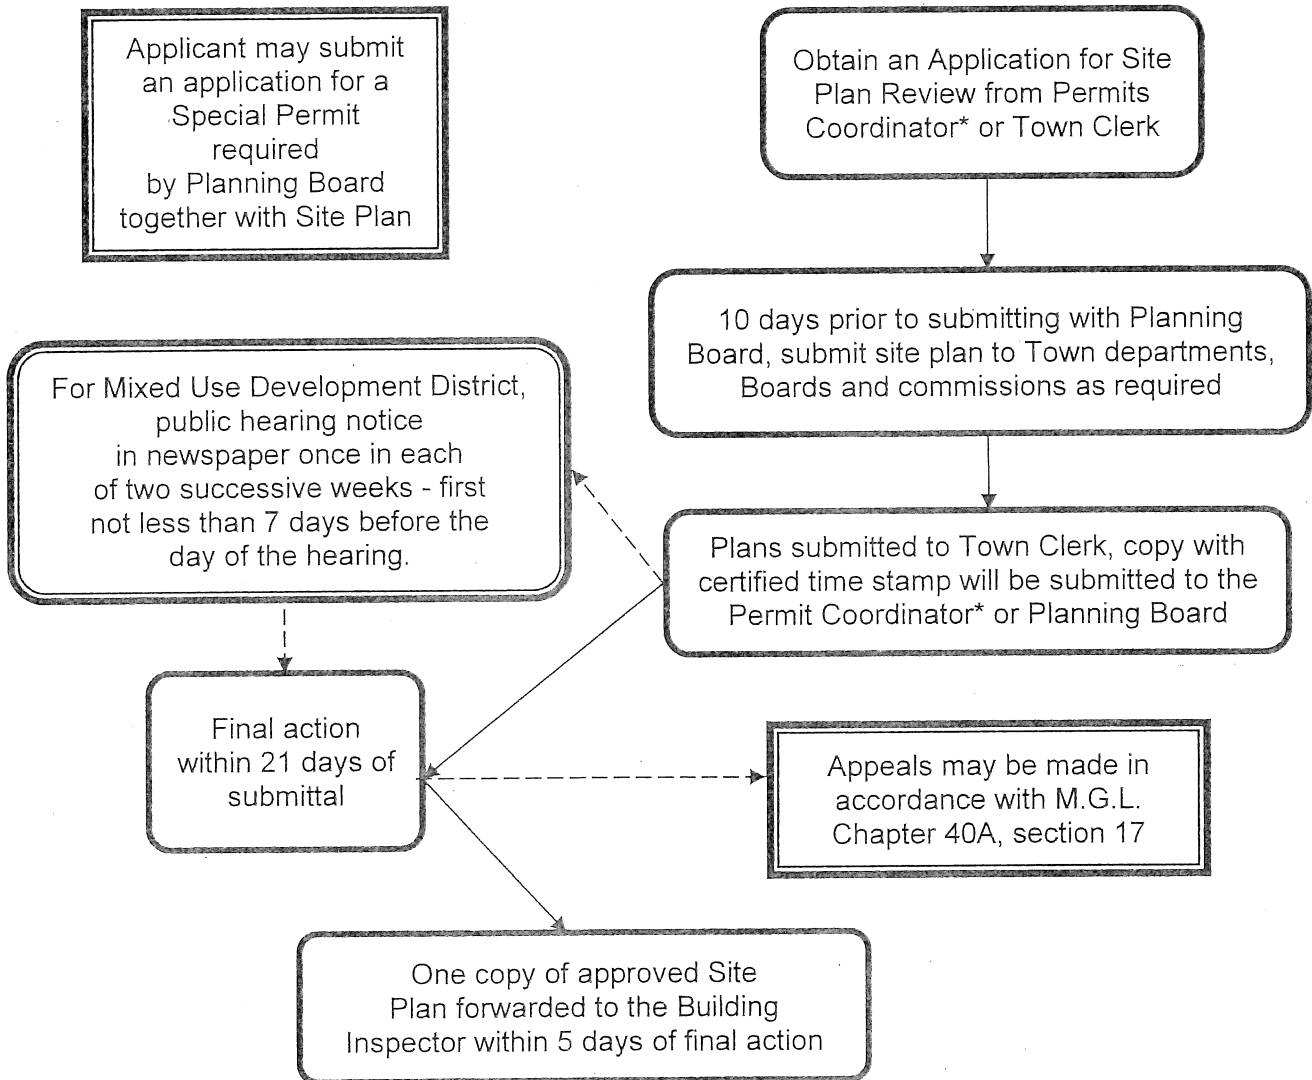 Applicant may submit
an application for a
Special Permit
required
by Planning Board
together with Site Plan
Obtain an Application for Site
Plan Review from Permits
Coordinator* or Town Clerk
10 days prior to submitting with Planning
Board, submit site plan to Town departments,
Boards and commissions as required
For Mixed Use Development District,
public hearing notice
in newspaper once in each
of two successive weeks - first
not less than 7 days before the
day of the hearing.
Plans submitted to Town Clerk, copy with
certified time stamp will be submitted to the
Permit Coordinator* or Planning Board
Final action
within 21 days of
submittal
Appeals may be made in
accordance with M.G.L.
Chapter 40A, section 17
One copy of approved Site
Plan forwarded to the Building
Inspector within 5 days of final action